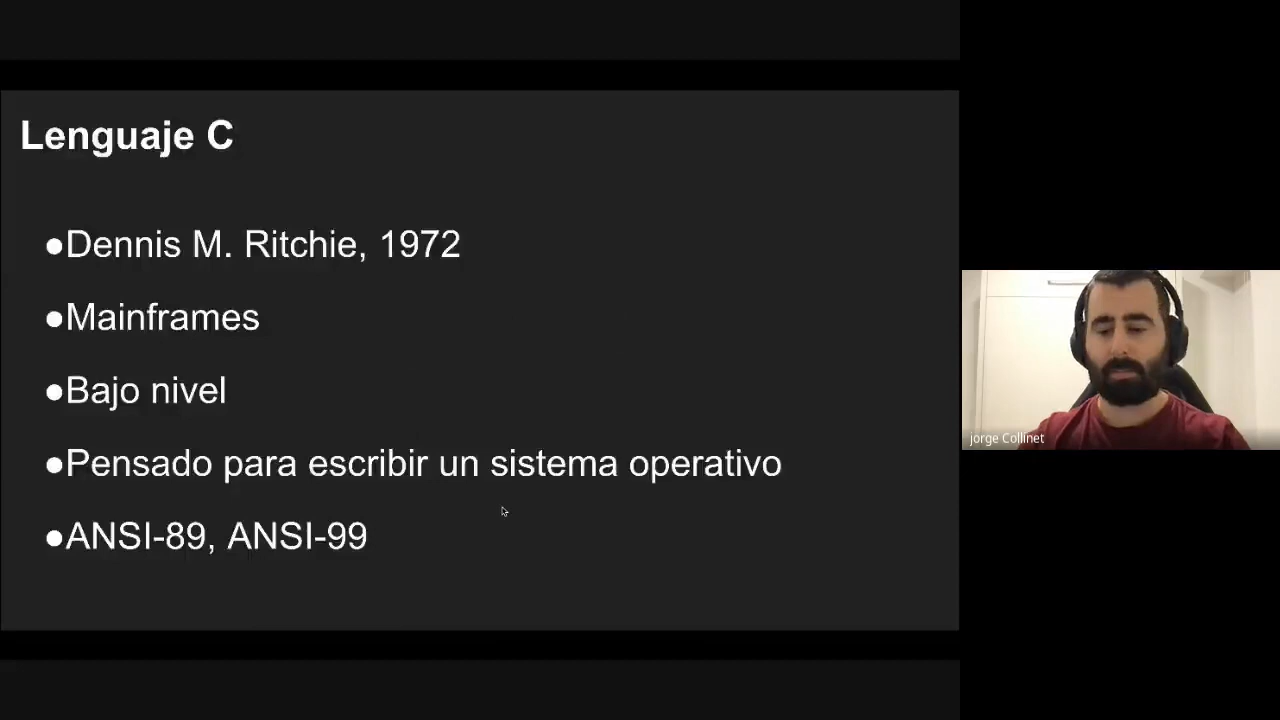 Lenguaje C
●Dennis M. Ritchie, 1972
●Mainframes
●Bajo nivel
●Pensado para escribir un sistema operativo
●ANSI-89, ANSI-99
jorge Collinet